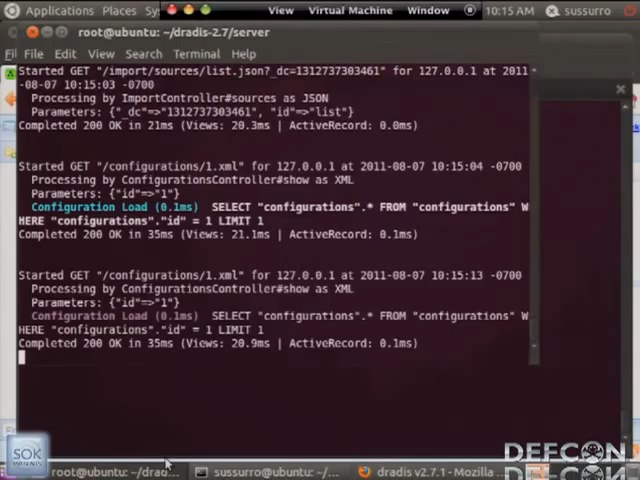 Applications Places Sy View Virtual Machine Window 10:15 AM sussurro
root@ubuntu: ~/dradis-2.7/server
File Edit View Search Terminal Help
Started GET "/import/sources/list.json?_dc=1312737303461" for 127.0.0.1 at 2011
-08-07 10:15:03 -0700
Processing by ImportController#sources as JSON
Parameters: {"_dc"=>"1312737303461", "id"=>"list"}
Completed 200 OK in 21ms (Views: 20.3ms | ActiveRecord: 0.0ms)
Started GET "/configurations/1.xml" for 127.0.0.1 at 2011-08-07 10:15:04 -0700
Processing by ConfigurationsController#show as XML
Parameters: {"id"=>"1"}
Configuration Load (0.1ms) SELECT "configurations".* FROM "configurations" W
HERE "configurations"."id" = 1 LIMIT 1
Completed 200 OK in 35ms (Views: 21.1ms | ActiveRecord: 0.1ms)
Started GET "/configurations/1.xml" for 127.0.0.1 at 2011-08-07 10:15:13 -0700
Processing by ConfigurationsController#show as XML
Parameters: {"id"=>"1"}
Configuration Load (0.1ms) SELECT "configurations".* FROM "configurations" W
HERE "configurations"."id" = 1 LIMIT 1
Completed 200 OK in 35ms (Views: 20.9ms | ActiveRecord: 0.1ms)
SOK
PRESENTS
DEFCON
root@ubuntu: ~/drad... sussurro@ubuntu: ~/... dradis v2.7.1 - Mozilla ...